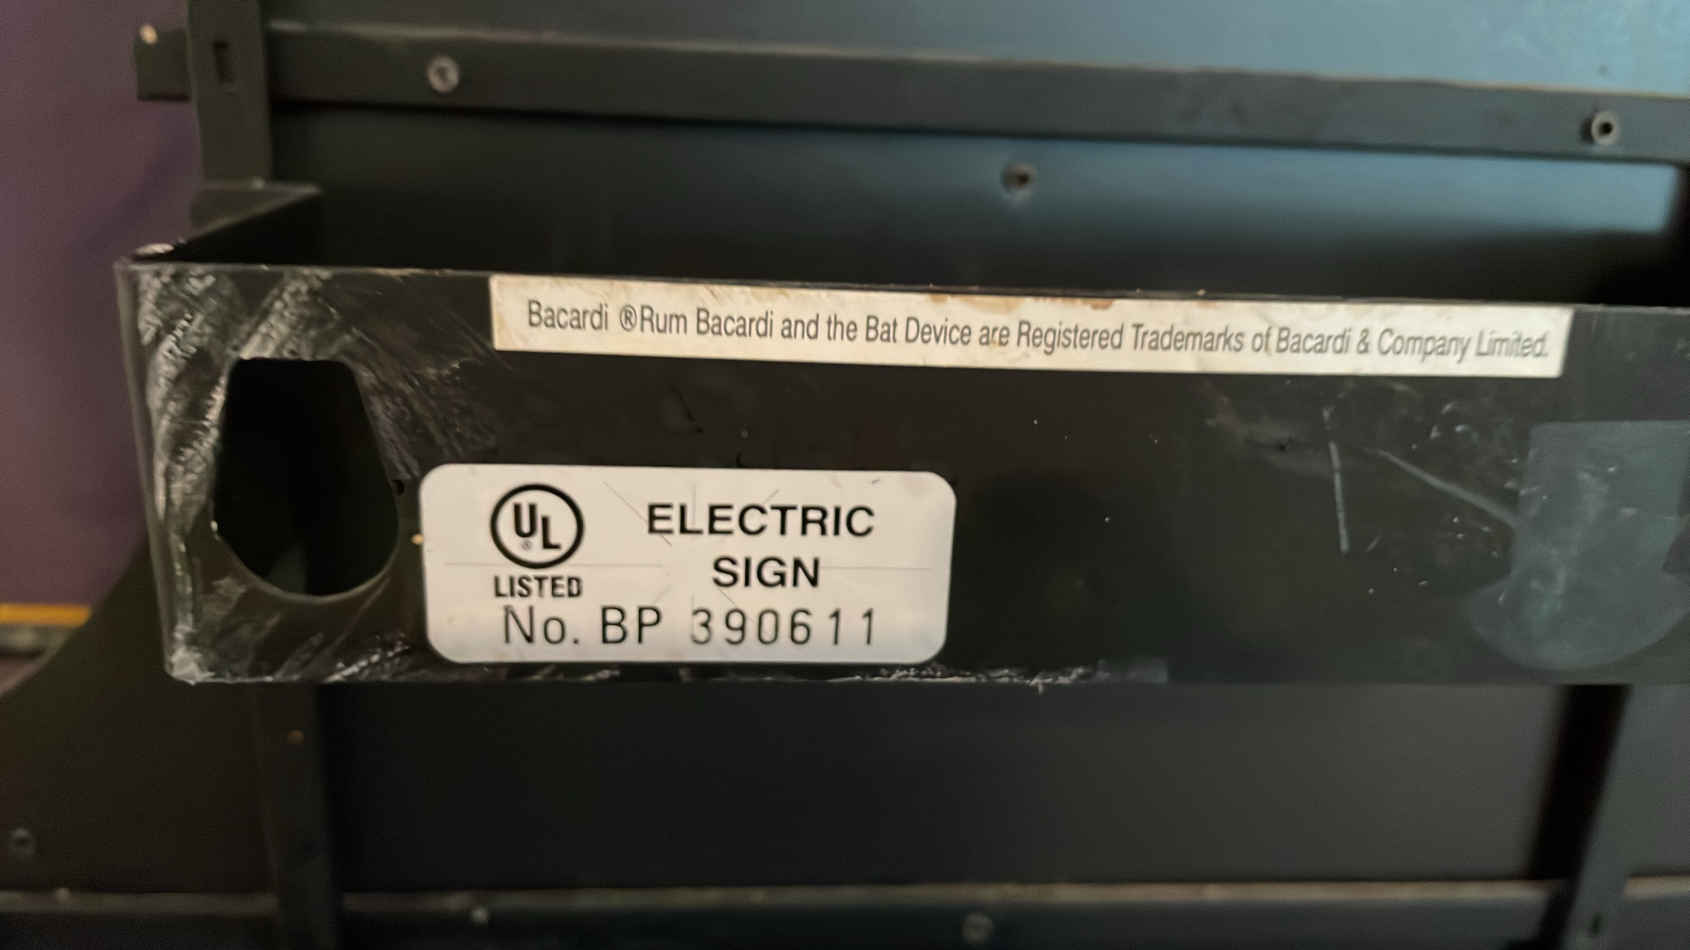 Bacardi ®Rum Bacardi and the Bat Device are Registered Trademarks of Bacardi & Company Limited.
UL ®
LISTED
ELECTRIC
SIGN
No. BP 390611